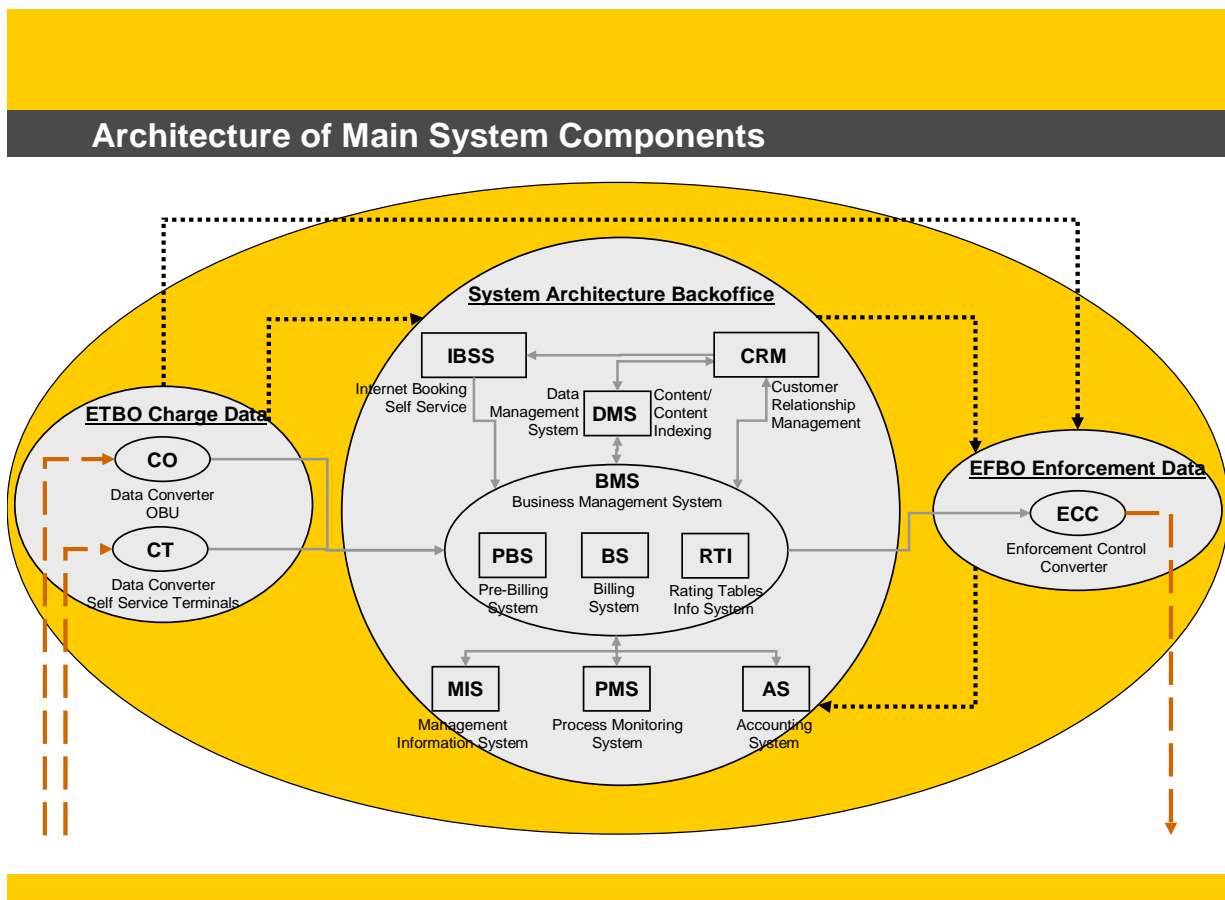 Architecture of Main System Components
System Architecture Backoffice
IBSS
CRM
Internet Booking
Self Service
Data
Management
System
DMS
Content/
Content
Indexing
Customer
Relationship
Management
ETBO Charge Data
CO
Data Converter
OBU
CT
Data Converter
Self Service Terminals
BMS
Business Management System
PBS
BS
RTI
Pre-Billing
System
Billing
System
Rating Tables
Info System
EFBO Enforcement Data
ECC
Enforcement Control
Converter
MIS
PMS
AS
Management
Information System
Process Monitoring
System
Accounting
System